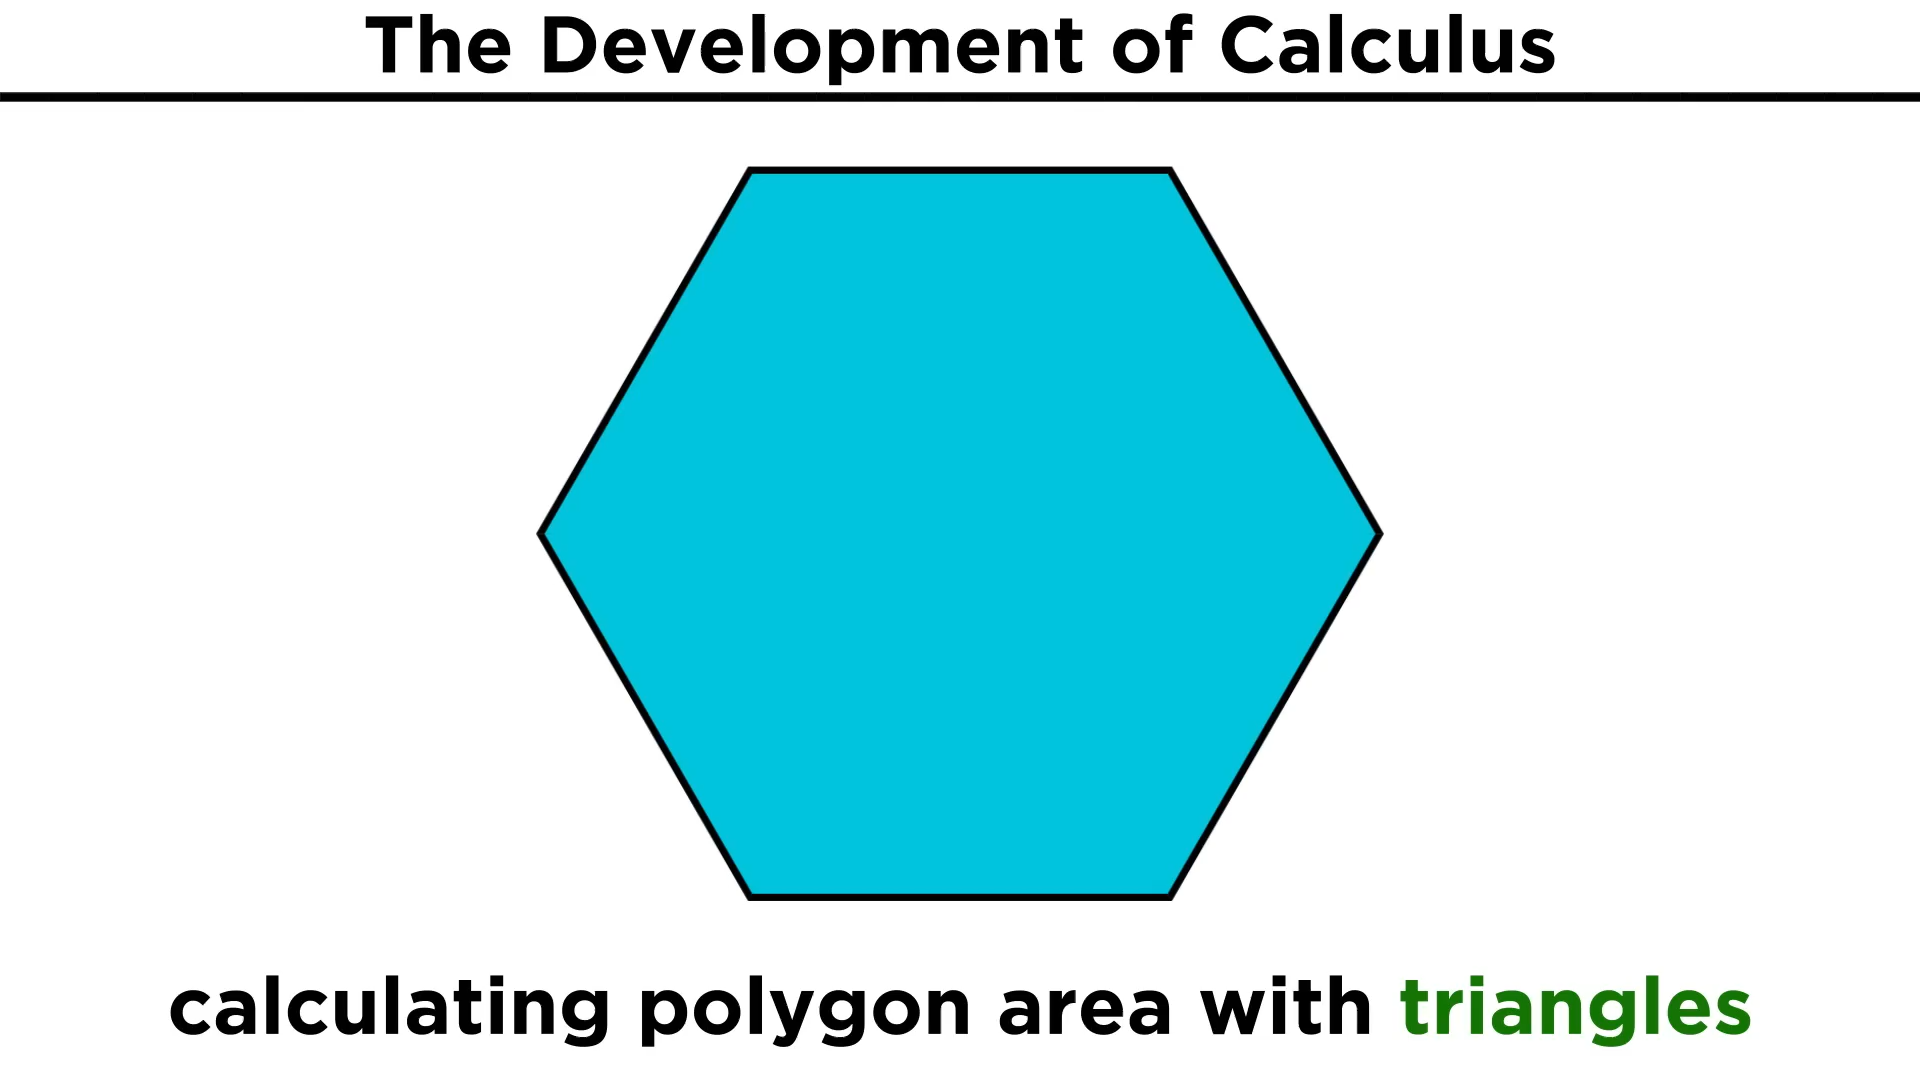 The Development of Calculus
calculating polygon area with triangles